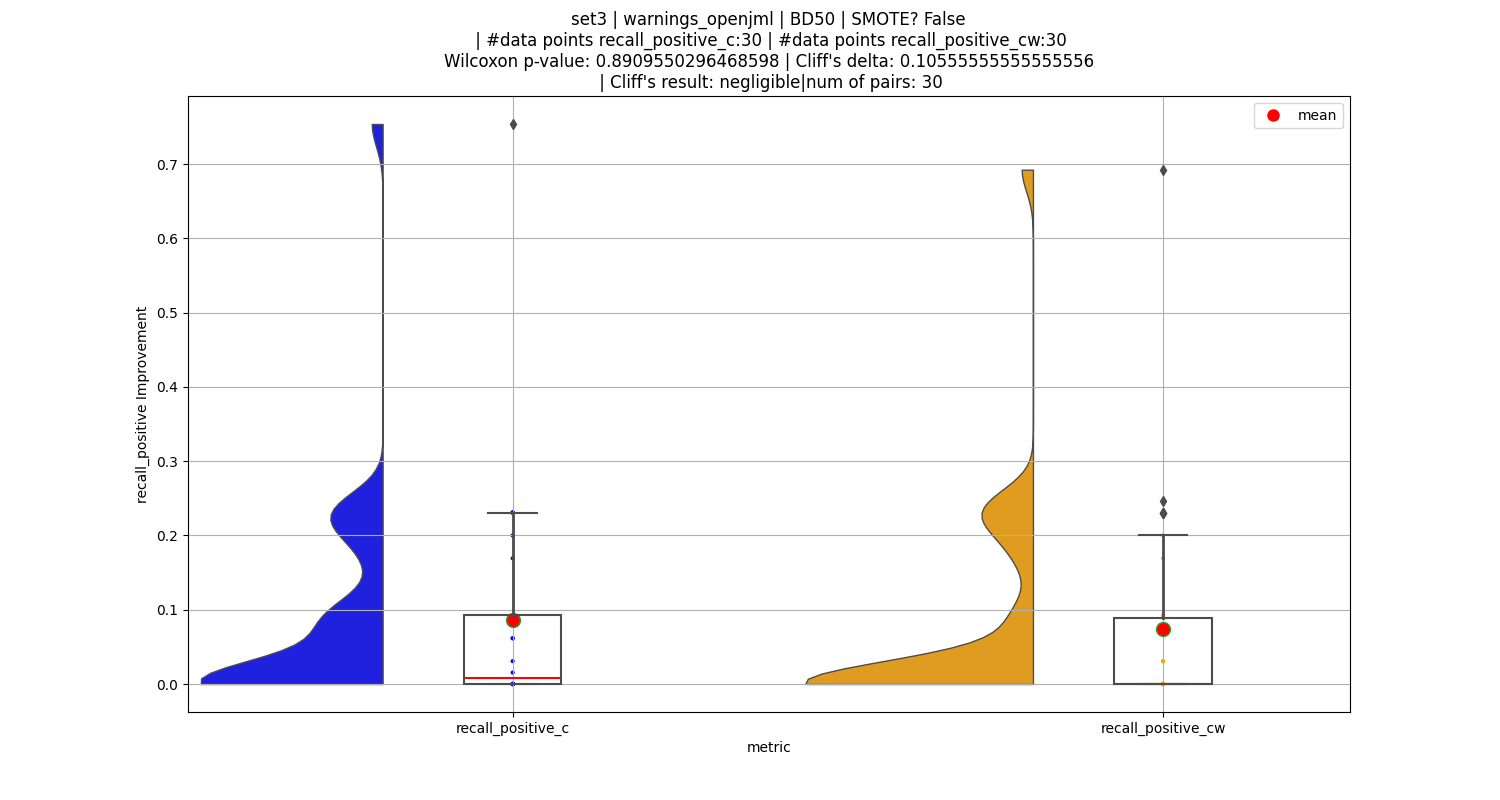 set3 | warnings_openjml | BD50 | SMOTE? False
| #data points recall_positive_c:30 | #data points recall_positive_cw:30
Wilcoxon p-value: 0.8909550296468598 | Cliff's delta: 0.10555555555555556
| Cliff's result: negligible|num of pairs: 30
mean
0.7
0.6
0.5
0.4
0.3
0.2
0.1
0.0
recall_positive Improvement
recall_positive_c
recall_positive_cw
metric